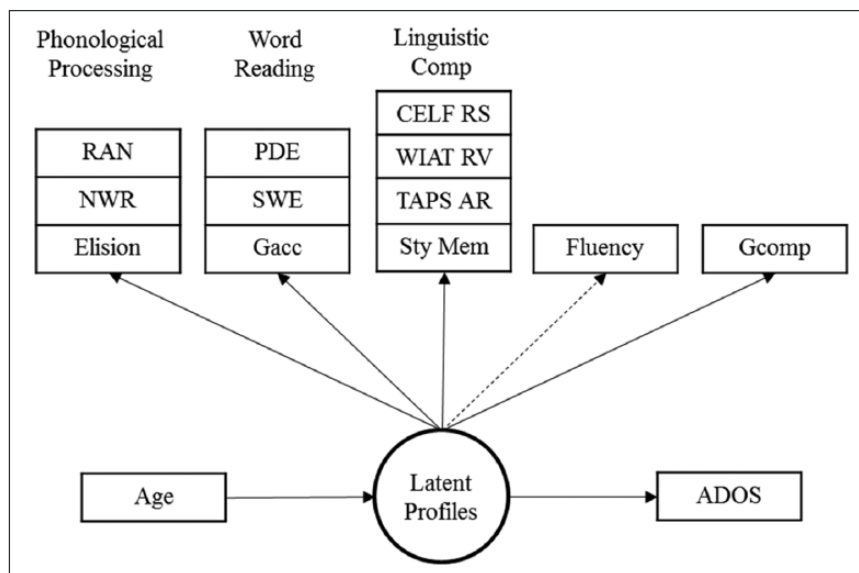 Phonological
Processing
Word
Reading
Linguistic
Comp
RAN
NWR
Elision
PDE
SWE
Gacc
CELF RS
WIAT RV
TAPS AR
Sty Mem
Fluency
Gcomp
Age
Latent
Profiles
ADOS